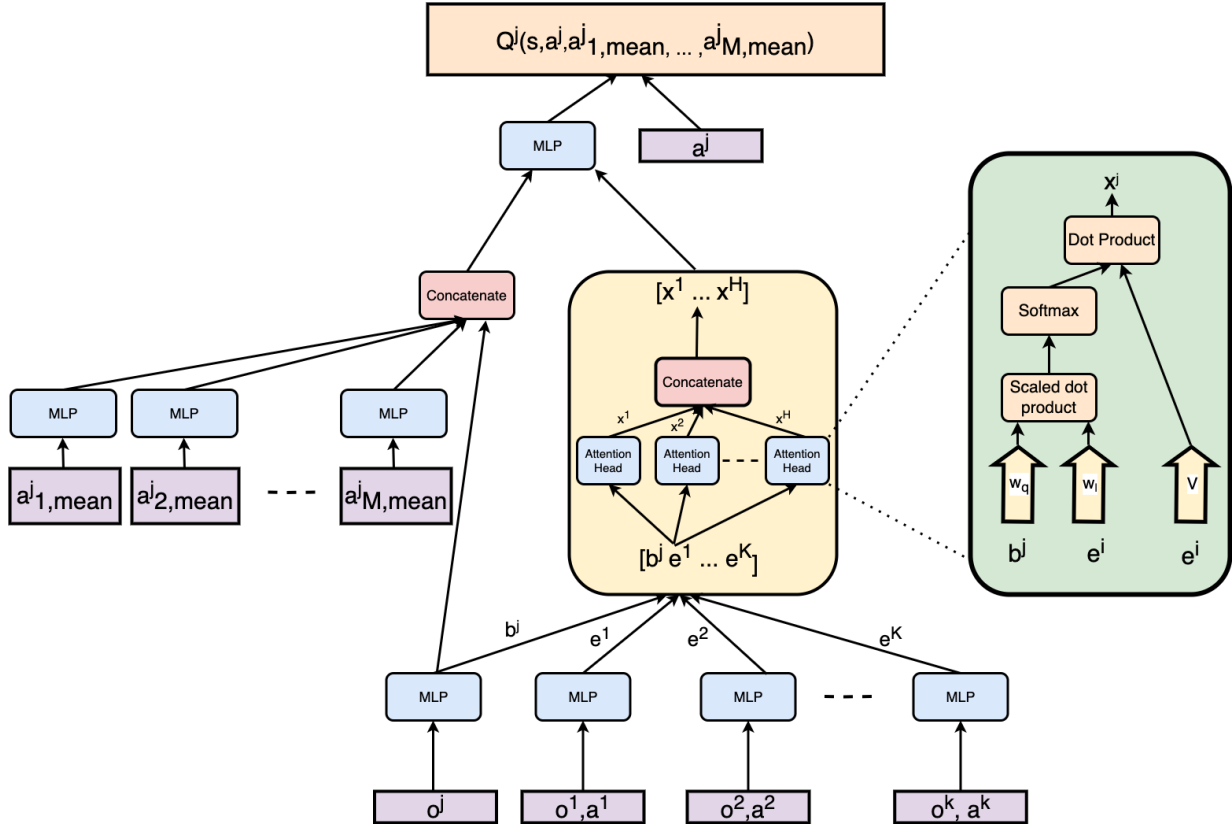 Qʲ(s,aʲ,aʲ1,mean, ... ,aʲM,mean)
MLP
aʲ
xʲ
Dot Product
Softmax
Scaled dot
product
w_q
w_l
V
bʲ
eⁱ
eⁱ
Concatenate
[x¹ ... xᴴ]
Concatenate
x¹
x²
xᴴ
Attention
Head
Attention
Head
Attention
Head
[bʲ e¹ ... eᴷ]
MLP
MLP
MLP
aʲ1,mean
aʲ2,mean
aʲM,mean
bʲ
e¹
e²
eᴷ
MLP
MLP
MLP
MLP
oʲ
o¹,a¹
o²,a²
oᵏ, aᵏ